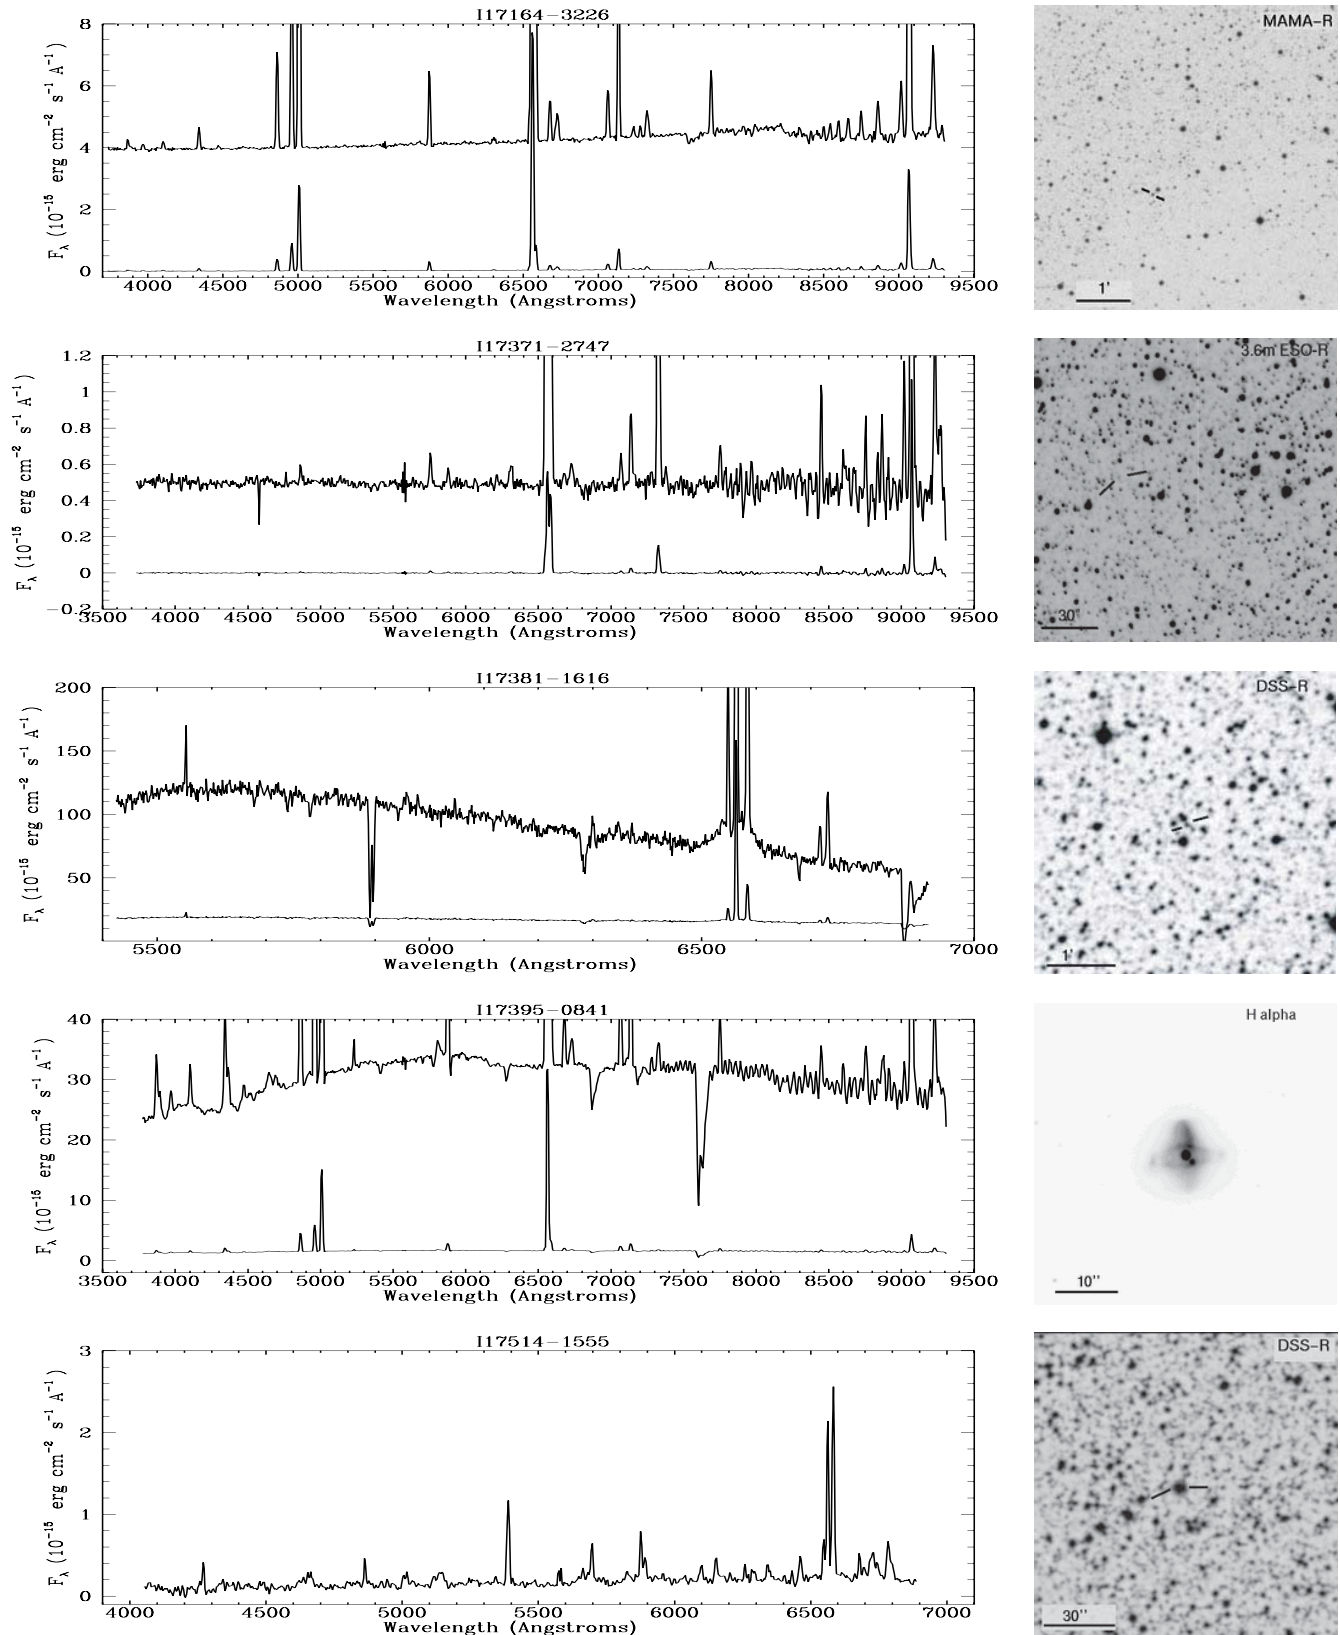 I17164−3226
MAMA-R
8
6
4
2
0
F_λ (10⁻¹⁵ erg cm⁻² s⁻¹ A⁻¹)
4000 4500 5000 5500 6000 6500 7000 7500 8000 8500 9000 9500
Wavelength (Angstroms)
1'
I17371−2747
3.6m ESO-R
1.2
1
0.8
0.6
0.4
0.2
0
−0.2
F_λ (10⁻¹⁵ erg cm⁻² s⁻¹ A⁻¹)
3500 4000 4500 5000 5500 6000 6500 7000 7500 8000 8500 9000 9500
Wavelength (Angstroms)
30"
I17381−1616
DSS-R
200
150
100
50
F_λ (10⁻¹⁵ erg cm⁻² s⁻¹ A⁻¹)
5500 6000 6500 7000
Wavelength (Angstroms)
1'
I17395−0841
H alpha
40
30
20
10
0
F_λ (10⁻¹⁵ erg cm⁻² s⁻¹ A⁻¹)
3500 4000 4500 5000 5500 6000 6500 7000 7500 8000 8500 9000 9500
Wavelength (Angstroms)
10''
I17514−1555
DSS-R
3
2
1
0
F_λ (10⁻¹⁵ erg cm⁻² s⁻¹ A⁻¹)
4000 4500 5000 5500 6000 6500 7000
Wavelength (Angstroms)
30''